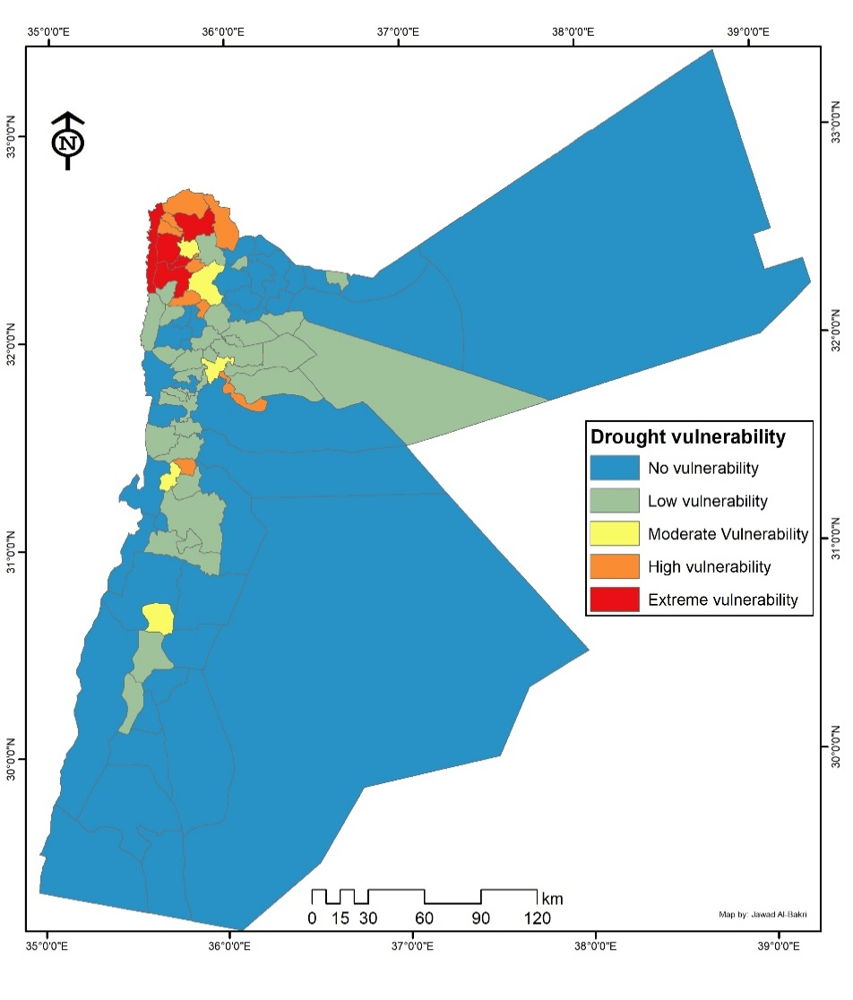 35°0'0"E 36°0'0"E 37°0'0"E 38°0'0"E 39°0'0"E
33°0'0"N
33°0'0"N
N
32°0'0"N
32°0'0"N
Drought vulnerability
No vulnerability
Low vulnerability
Moderate Vulnerability
High vulnerability
Extreme vulnerability
31°0'0"N
31°0'0"N
30°0'0"N
30°0'0"N
km
0 15 30 60 90 120
Map by: Jawad Al-Bakri
35°0'0"E 36°0'0"E 37°0'0"E 38°0'0"E 39°0'0"E